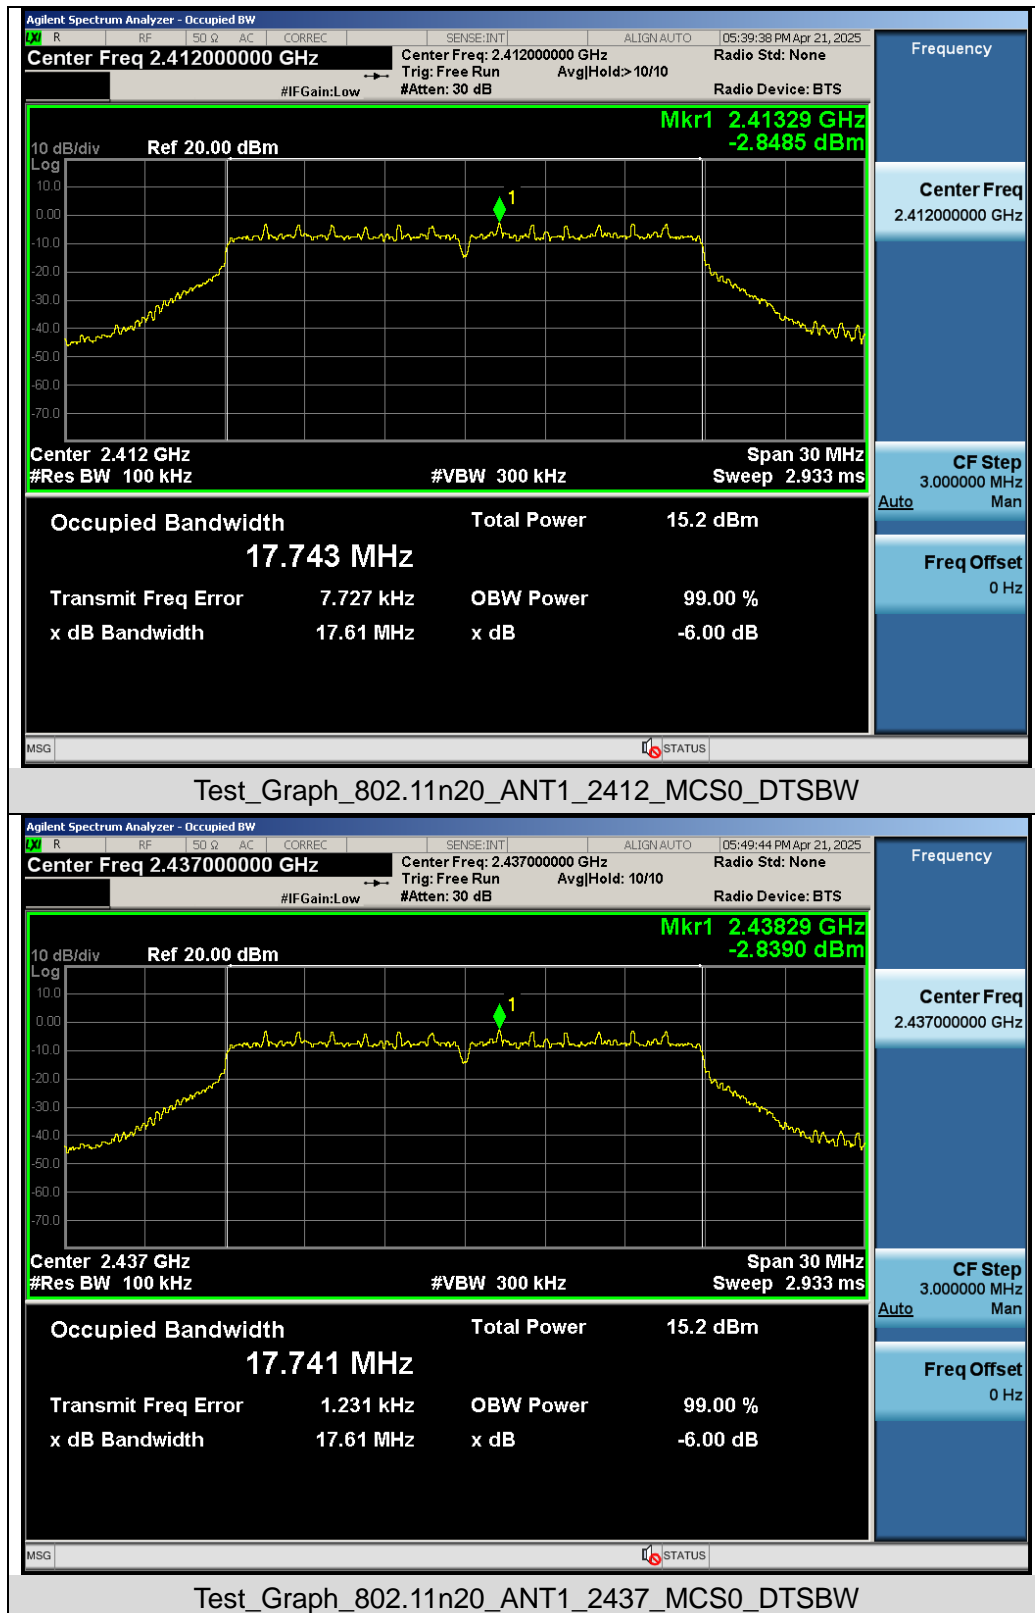 Agilent Spectrum Analyzer - Occupied BW
LXI R RF 50 Ω AC CORREC SENSE:INT ALIGN AUTO 05:39:38 PM Apr 21, 2025
Center Freq 2.412000000 GHz
Center Freq: 2.412000000 GHz Radio Std: None
Trig: Free Run Avg|Hold:> 10/10
#IFGain:Low #Atten: 30 dB Radio Device: BTS
Frequency
Mkr1 2.41329 GHz
-2.8485 dBm
10 dB/div Ref 20.00 dBm
Log
10.0
0.00
-10.0
-20.0
-30.0
-40.0
-50.0
-60.0
-70.0
1
Center 2.412 GHz Span 30 MHz
#Res BW 100 kHz #VBW 300 kHz Sweep 2.933 ms
Center Freq
2.412000000 GHz
CF Step
3.000000 MHz
Auto Man
Freq Offset
0 Hz
Occupied Bandwidth Total Power 15.2 dBm
17.743 MHz
Transmit Freq Error 7.727 kHz OBW Power 99.00 %
x dB Bandwidth 17.61 MHz x dB -6.00 dB
MSG STATUS
Test_Graph_802.11n20_ANT1_2412_MCS0_DTSBW
Agilent Spectrum Analyzer - Occupied BW
LXI R RF 50 Ω AC CORREC SENSE:INT ALIGN AUTO 05:49:44 PM Apr 21, 2025
Center Freq 2.437000000 GHz
Center Freq: 2.437000000 GHz Radio Std: None
Trig: Free Run Avg|Hold: 10/10
#IFGain:Low #Atten: 30 dB Radio Device: BTS
Frequency
Mkr1 2.43829 GHz
-2.8390 dBm
10 dB/div Ref 20.00 dBm
Log
10.0
0.00
-10.0
-20.0
-30.0
-40.0
-50.0
-60.0
-70.0
1
Center 2.437 GHz Span 30 MHz
#Res BW 100 kHz #VBW 300 kHz Sweep 2.933 ms
Center Freq
2.437000000 GHz
CF Step
3.000000 MHz
Auto Man
Freq Offset
0 Hz
Occupied Bandwidth Total Power 15.2 dBm
17.741 MHz
Transmit Freq Error 1.231 kHz OBW Power 99.00 %
x dB Bandwidth 17.61 MHz x dB -6.00 dB
MSG STATUS
Test_Graph_802.11n20_ANT1_2437_MCS0_DTSBW